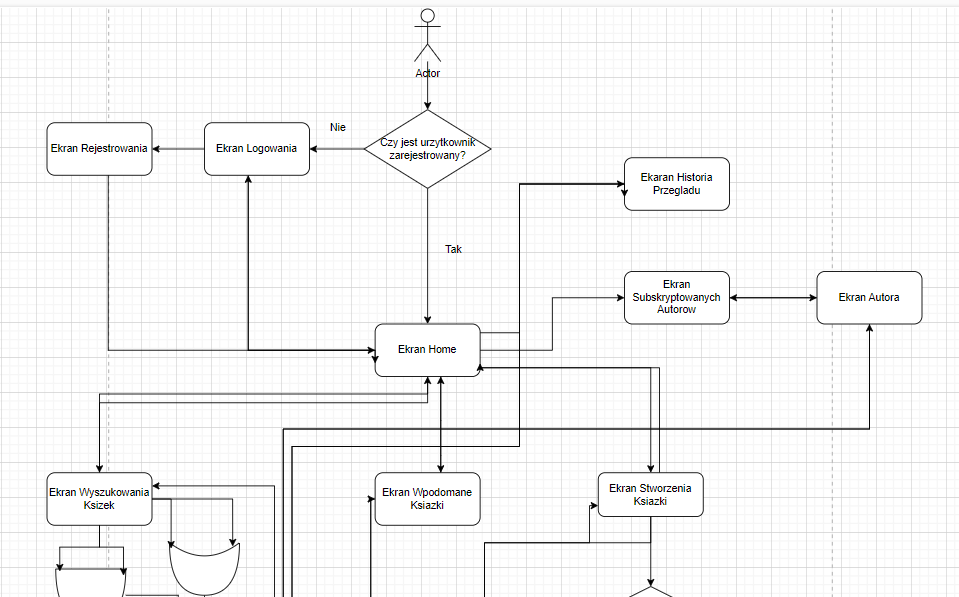 Actor
Nie
Czy jest urzytkownik
zarejestrowany?
Ekran Rejestrowania
Ekran Logowania
Ekaran Historia
Przegladu
Tak
Ekran
Subskryptowanych
Autorow
Ekran Autora
Ekran Home
Ekran Wyszukowania
Ksizek
Ekran Wpodomane
Ksiazki
Ekran Stworzenia
Ksiazki